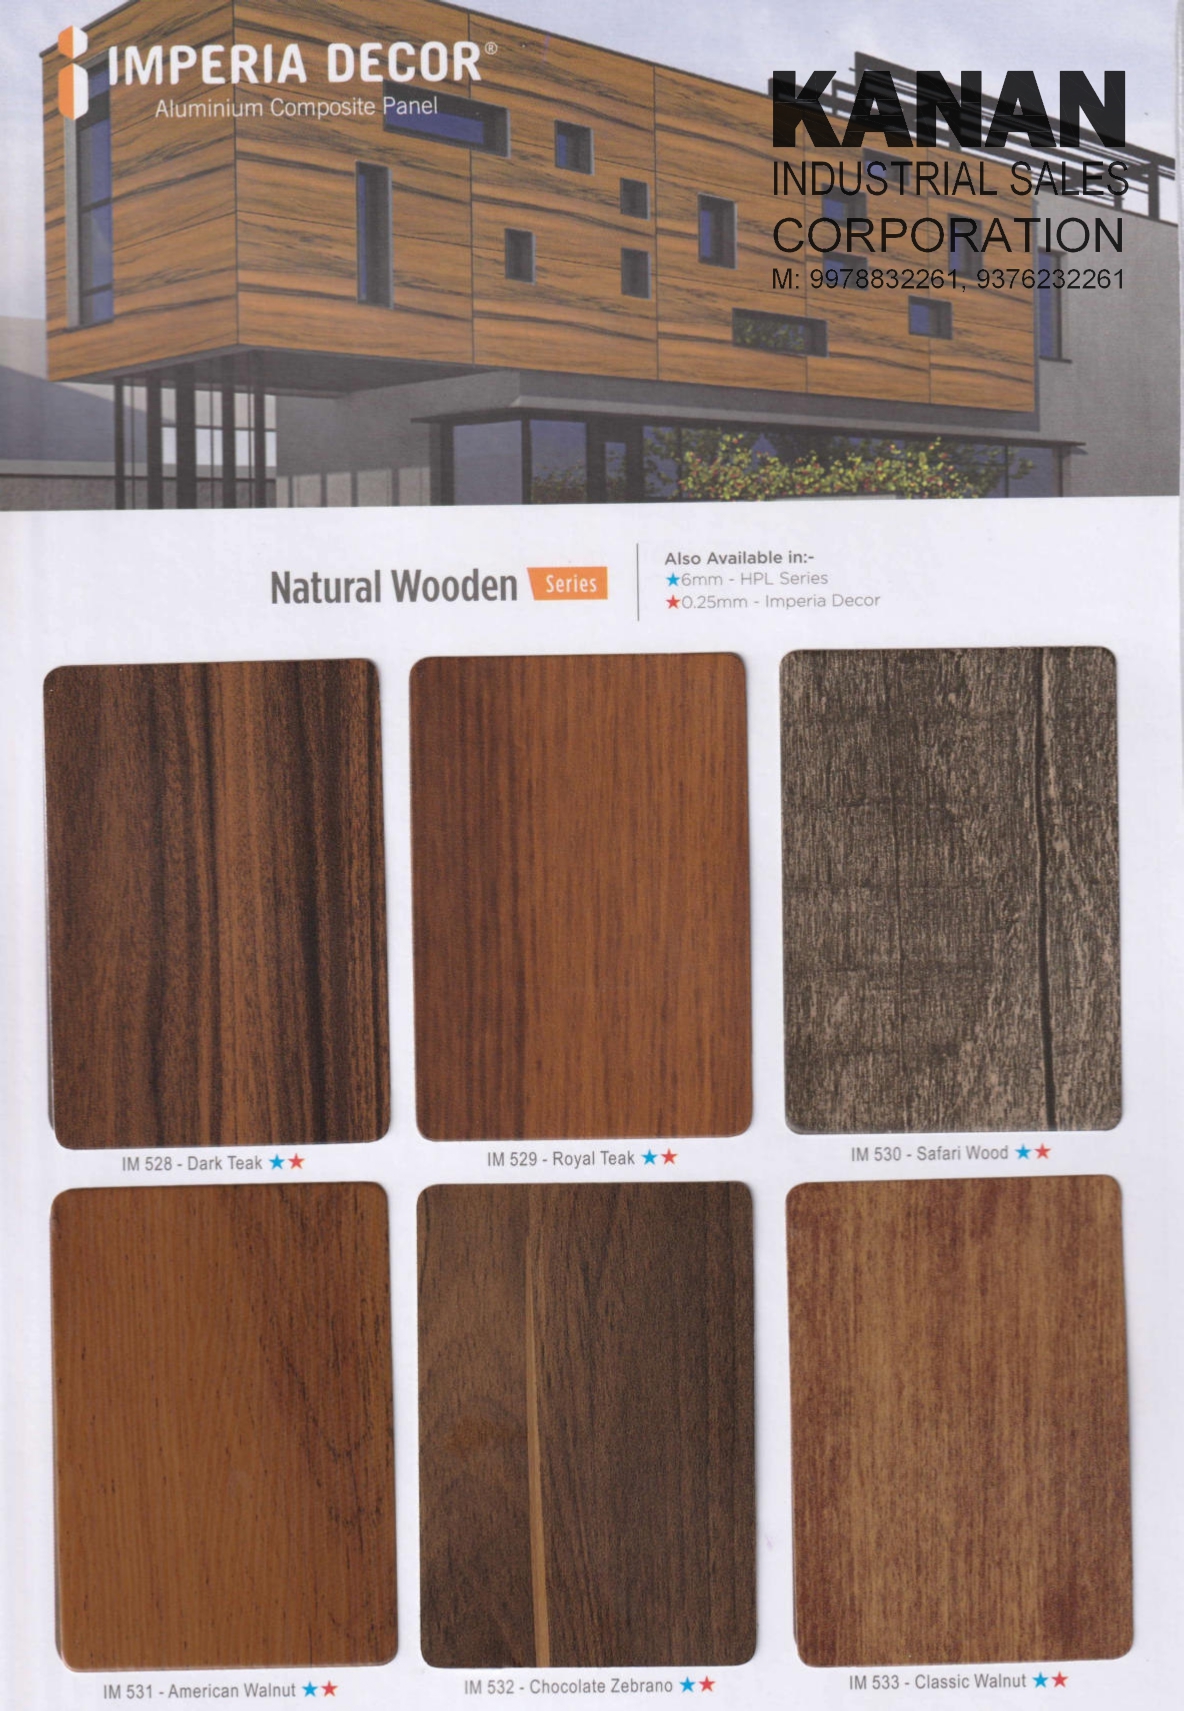 IMPERIA DECOR®
Aluminium Composite Panel
KANAN
INDUSTRIAL SALES
CORPORATION
M: 9978832261, 9376232261
Natural Wooden Series
Also Available in:-
★6mm - HPL Series
★0.25mm - Imperia Decor
IM 528 - Dark Teak ★★
IM 529 - Royal Teak ★★
IM 530 - Safari Wood ★★
IM 531 - American Walnut ★★
IM 532 - Chocolate Zebrano ★★
IM 533 - Classic Walnut ★★